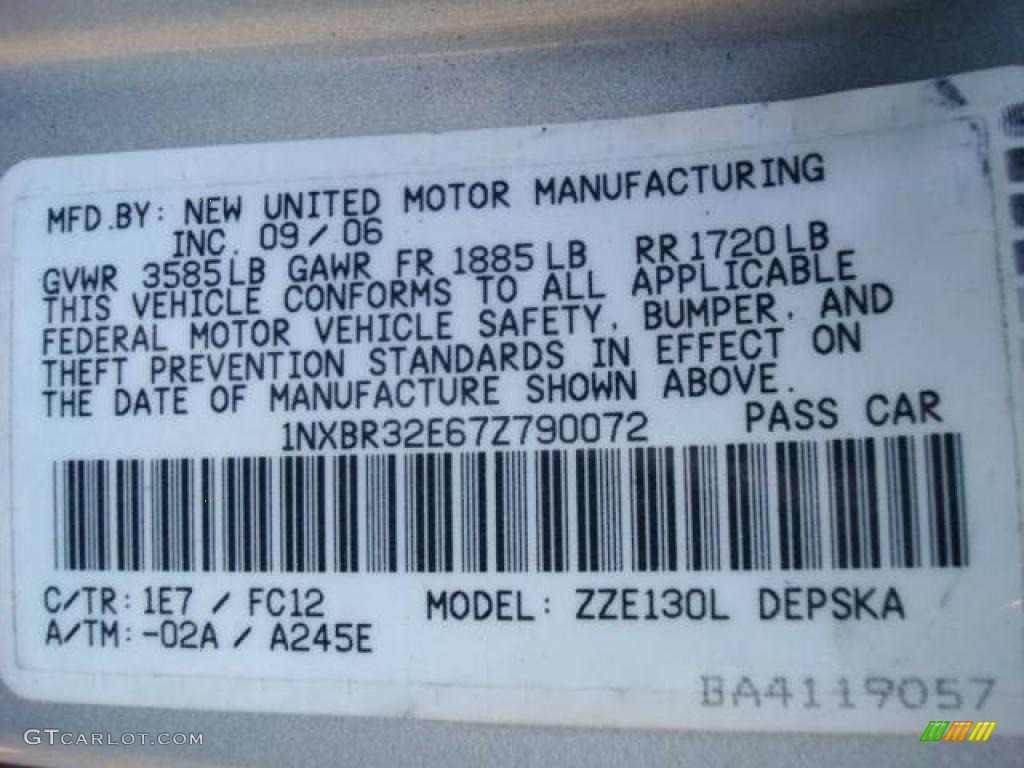 MFD.BY: NEW UNITED MOTOR MANUFACTURING
INC. 09/06
GVWR 3585LB GAWR FR 1885LB RR1720LB
THIS VEHICLE CONFORMS TO ALL APPLICABLE
FEDERAL MOTOR VEHICLE SAFETY, BUMPER, AND
THEFT PREVENTION STANDARDS IN EFFECT ON
THE DATE OF MANUFACTURE SHOWN ABOVE.
1NXBR32E67Z790072 PASS CAR
C/TR: 1E7 / FC12 MODEL: ZZE130L DEPSKA
A/TM: -02A / A245E
BA4119057
GTCARLOT.COM